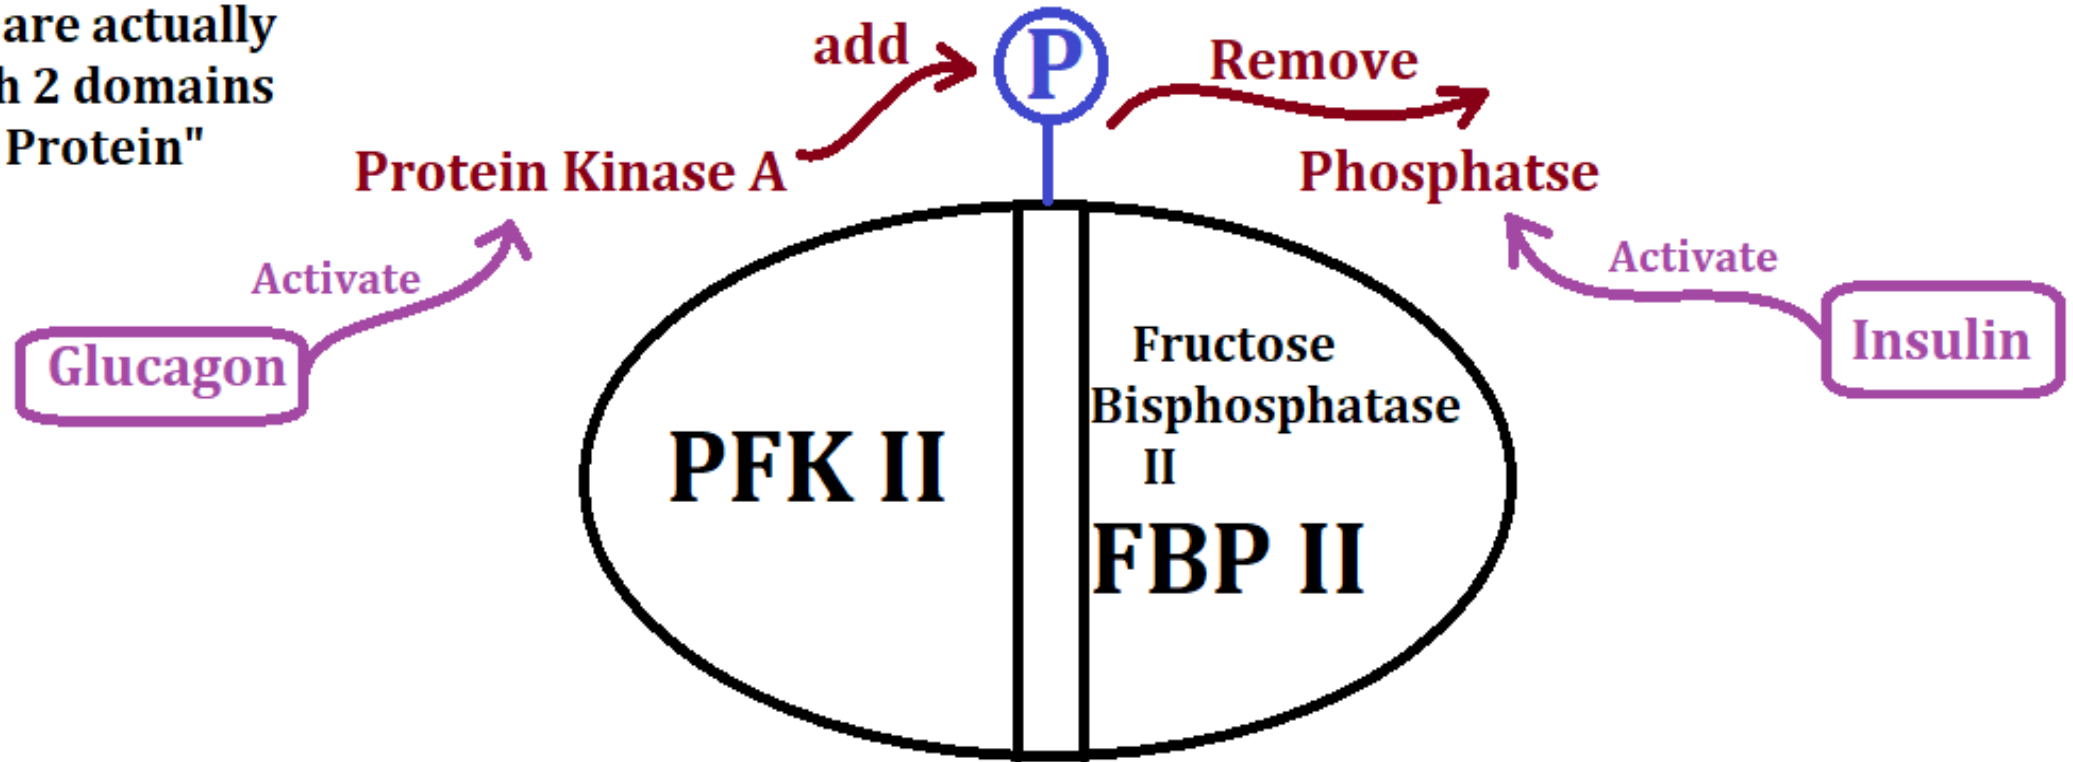 are actually
h 2 domains
Protein"
add
P
Remove
Protein Kinase A
Phosphatse
Activate
Activate
Glucagon
Insulin
Fructose
Bisphosphatase
II
PFK II
FBP II